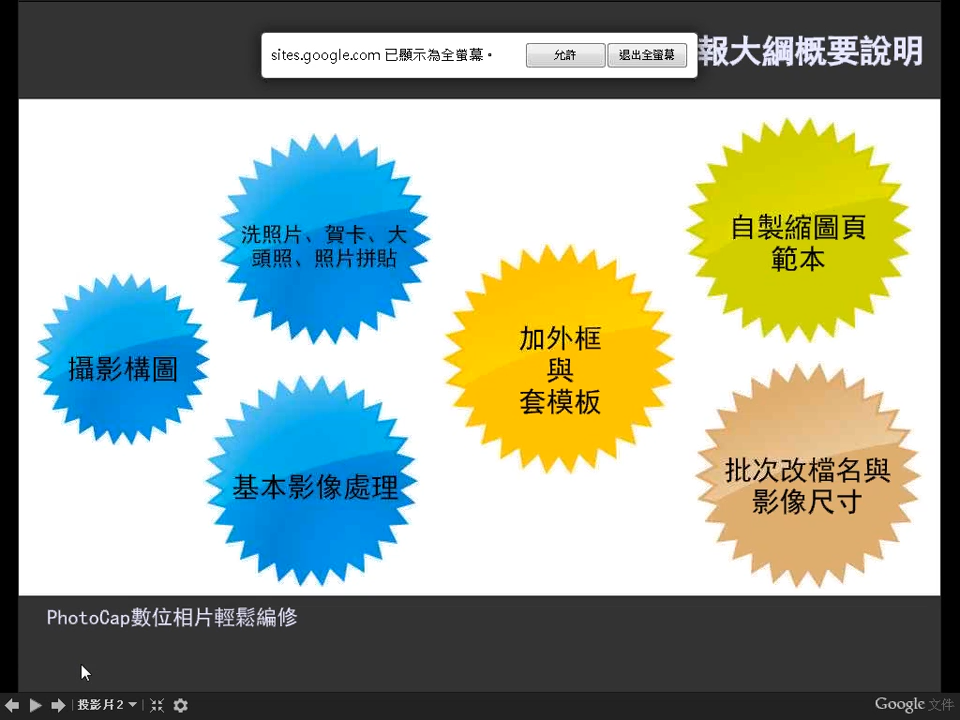 sites.google.com 已顯示為全螢幕。
允許
退出全螢幕
報大綱概要說明
洗照片、賀卡、大
頭照、照片拼貼
自製縮圖頁
範本
攝影構圖
加外框
與
套模板
基本影像處理
批次改檔名與
影像尺寸
PhotoCap數位相片輕鬆編修
投影片 2
Google 文件